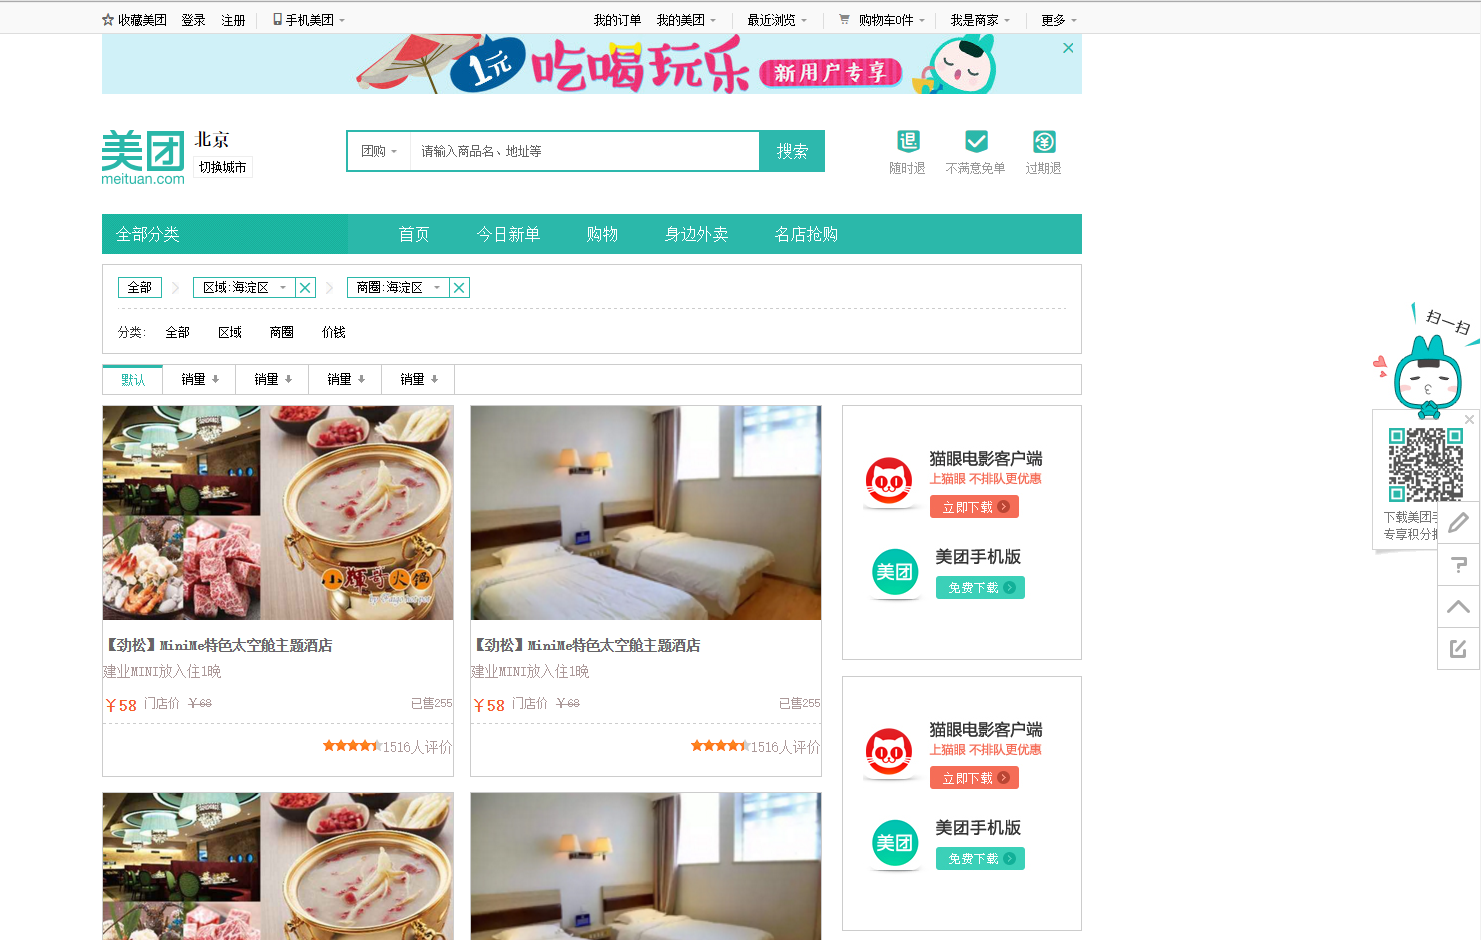 收藏美团 登录 注册 手机美团 我的订单 我的美团 最近浏览 购物车0件 我是商家 更多
1元 吃喝玩乐 新用户专享
美团
meituan.com
北京
切换城市
团购 请输入商品名、地址等 搜索
退
随时退 不满意免单 过期退
全部分类 首页 今日新单 购物 身边外卖 名店抢购
全部 区域:海淀区 商圈:海淀区
分类: 全部 区域 商圈 价钱
默认 销量 销量 销量 销量
小辉哥火锅
【劲松】MiniMe特色太空舱主题酒店
建业MINI放入住1晚
¥58 门店价 ¥68 已售255
1516人评价
【劲松】MiniMe特色太空舱主题酒店
建业MINI放入住1晚
¥58 门店价 ¥68 已售255
1516人评价
猫眼电影客户端
上猫眼 不排队更优惠
立即下载
美团
美团手机版
免费下载
猫眼电影客户端
上猫眼 不排队更优惠
立即下载
美团
美团手机版
免费下载
扫一扫
下载美团手
专享积分